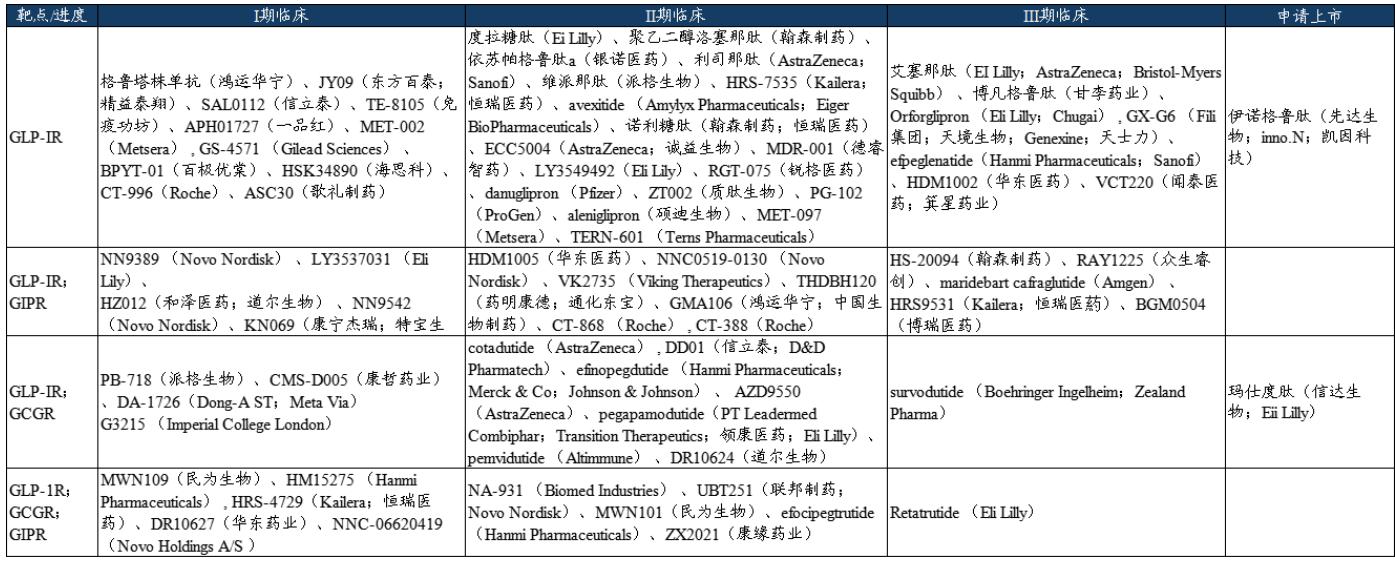 靶点/进度
I期临床
II期临床
III期临床
申请上市
GLP-IR
格鲁塔株单抗（鸿运华宁）、JY09（东方百泰；
精益泰翔）、SAL0112（信立泰）、TE-8105（免
疫功坊）、APH01727（一品红）、MET-002
（Metsera）, GS-4571（Gilead Sciences）、
BPYT-01（百极优棠）、HSK34890（海思科）、
CT-996（Roche）、ASC30（歌礼制药）
度拉糖肽（Ei Lilly）、聚乙二醇洛塞那肽（翰森制药）、
依苏帕格鲁肽a（银诺医药）、利司那肽（AstraZeneca；
Sanofi）、维派那肽（派格生物）、HRS-7535（Kailera；
恒瑞医药）、avexitide（Amylyx Pharmaceuticals；Eiger
BioPharmaceuticals）、诺利糖肽（翰森制药；恒瑞医药）
、ECC5004（AstraZeneca；诚益生物）、MDR-001（德睿
智药）、LY3549492（Eli Lilly）、RGT-075（锐格医药）
、danuglipron（Pfizer）、ZT002（质肽生物）、PG-102
（ProGen）、aleniglipron（硕迪生物）、MET-097
（Metsera）、TERN-601 （Terns Pharmaceuticals）
艾塞那肽（EI Lilly；AstraZeneca；Bristol-Myers
Squibb）、博凡格鲁肽（甘李药业）、
Orforglipron（Eli Lilly；Chugai）, GX-G6（Fili
集团；天境生物；Genexine；天士力）、
efpeglenatide（Hanmi Pharmaceuticals；Sanofi）
、HDM1002（华东医药）、VCT220（闻泰医
药；箕星药业）
伊诺格鲁肽（先达生
物；inno.N；凯因科
技）
GLP-IR；
GIPR
NN9389 （Novo Nordisk）、LY3537031 （Eli
Lily）、
HZ012（和泽医药；道尔生物）、NN9542
（Novo Nordisk）、KN069（康宁杰瑞；特宝生
HDM1005（华东医药）、NNC0519-0130 （Novo
Nordisk）、VK2735（Viking Therapeutics）、THDBH120
（药明康德；通化东宝）、GMA106（鸿运华宁；中国生
物制药）、CT-868 （Roche）, CT-388（Roche）
HS-20094（翰森制药）、RAY1225（众生睿
创）、maridebart cafraglutide（Amgen）、
HRS9531（Kailera；恒瑞医药）、BGM0504
（博瑞医药）
GLP-IR；
GCGR
PB-718（派格生物）、CMS-D005（康哲药业）
、DA-1726（Dong-A ST；Meta Via）
G3215 （Imperial College London）
cotadutide （AstraZeneca）, DD01（信立泰；D&D
Pharmatech）、efinopegdutide（Hanmi Pharmaceuticals；
Merck & Co；Johnson & Johnson）、 AZD9550
（AstraZeneca）、pegapamodutide（PT Leadermed
Combiphar；Transition Therapeutics；领康医药；Eli Lilly）、
pemvidutide （Altimmune）、DR10624（道尔生物）
survodutide （Boehringer Ingelheim；Zealand
Pharma）
玛仕度肽（信达生
物；Eii Lilly）
GLP-1R；
GCGR；
GIPR
MWN109（民为生物）、HM15275 （Hanmi
Pharmaceuticals）, HRS-4729（Kailera；恒瑞医
药）、DR10627（华东药业）、NNC-06620419
（Novo Holdings A/S ）
NA-931 （Biomed Industries）、UBT251（联邦制药；
Novo Nordisk）、MWN101（民为生物）、efocipegtrutide
（Hanmi Pharmaceuticals）、ZX2021（康缘药业）
Retatrutide （Eli Lilly）